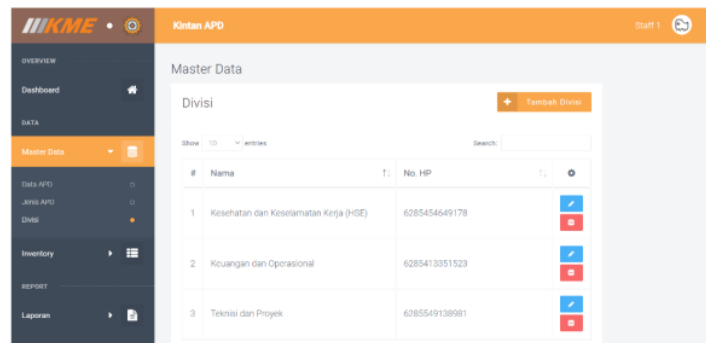 KME
Kintan APD
Staff 1
OVERVIEW
Dashboard
DATA
Master Data
Data APD
Jenis APD
Divisi
Inventory
REPORT
Laporan
Master Data
Divisi
Tambah Divisi
Show 10 entries
Search:
# Nama No. HP
1 Kesehatan dan Keselamatan Kerja (HSE) 6285454649178
2 Keuangan dan Operasional 6285413351523
3 Teknisi dan Proyek 6285549138981